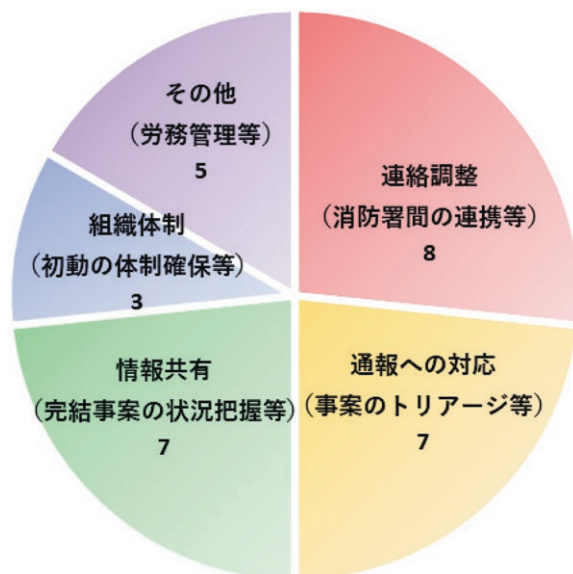 連絡調整
（消防署間の連携等）
8
通報への対応
（事案のトリアージ等）
7
情報共有
（完結事案の状況把握等）
7
組織体制
（初動の体制確保等）
3
その他
（労務管理等）
5